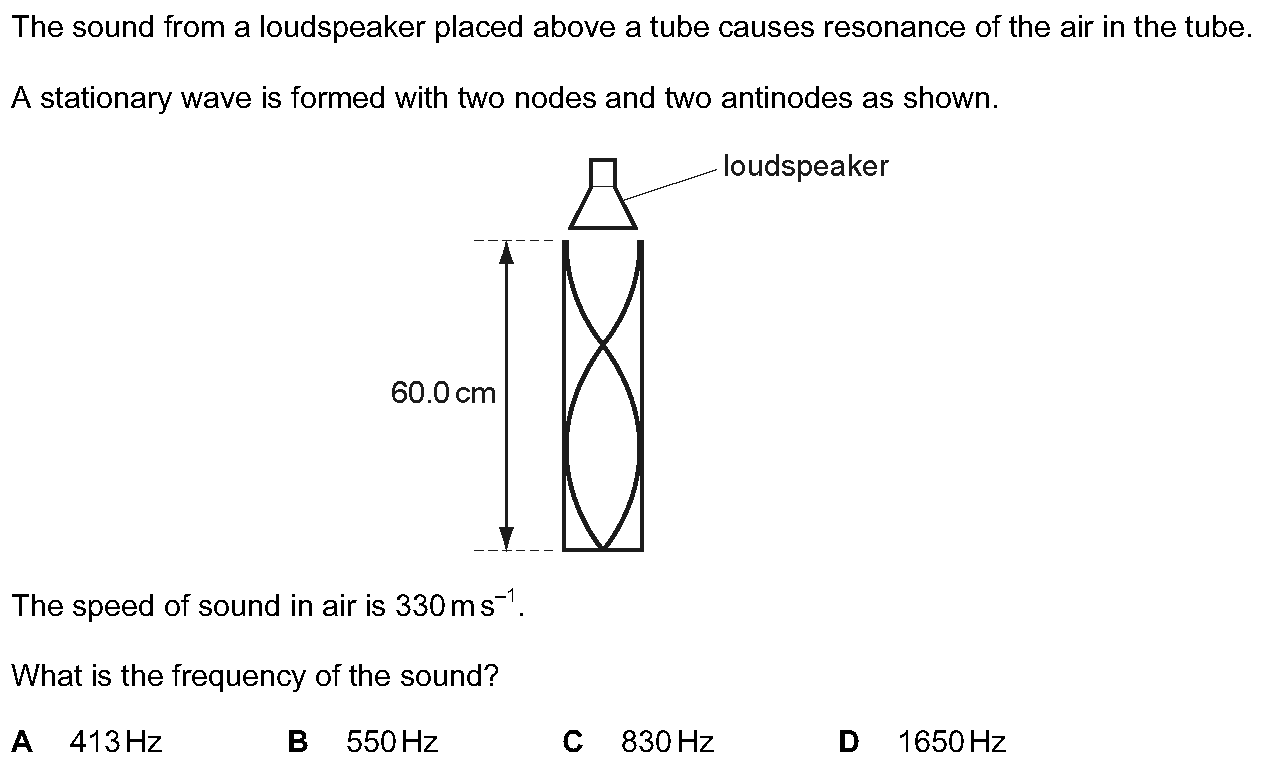 The sound from a loudspeaker placed above a tube causes resonance of the air in the tube.
A stationary wave is formed with two nodes and two antinodes as shown.
loudspeaker
60.0 cm
The speed of sound in air is 330 m s⁻¹.
What is the frequency of the sound?
A 413 Hz B 550 Hz C 830 Hz D 1650 Hz